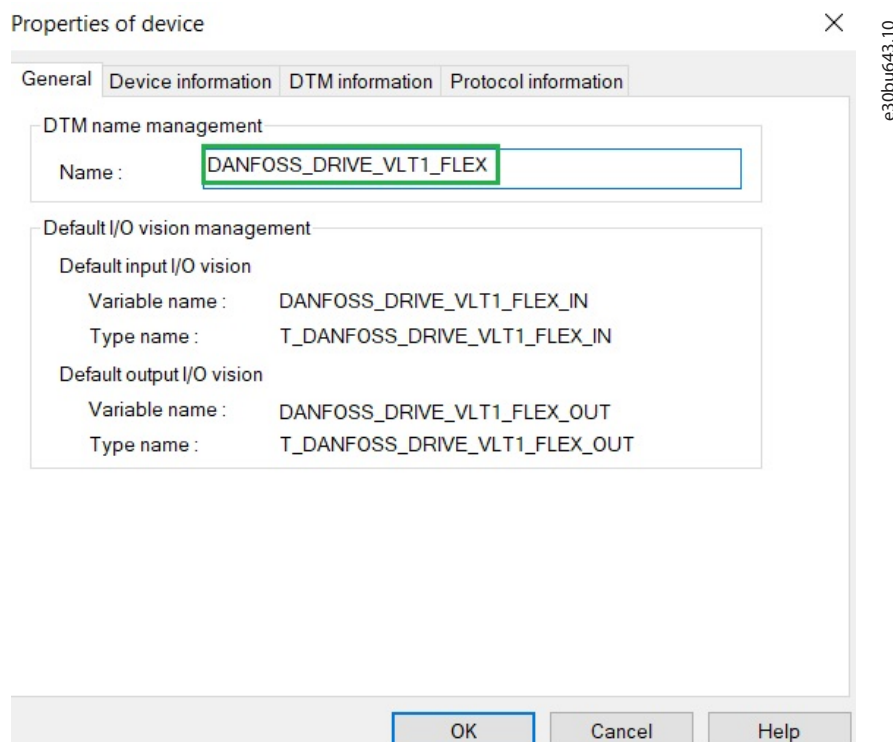 Properties of device
e30bu643.10
General Device information DTM information Protocol information
DTM name management
Name : DANFOSS_DRIVE_VLT1_FLEX
Default I/O vision management
Default input I/O vision
Variable name : DANFOSS_DRIVE_VLT1_FLEX_IN
Type name : T_DANFOSS_DRIVE_VLT1_FLEX_IN
Default output I/O vision
Variable name : DANFOSS_DRIVE_VLT1_FLEX_OUT
Type name : T_DANFOSS_DRIVE_VLT1_FLEX_OUT
OK Cancel Help